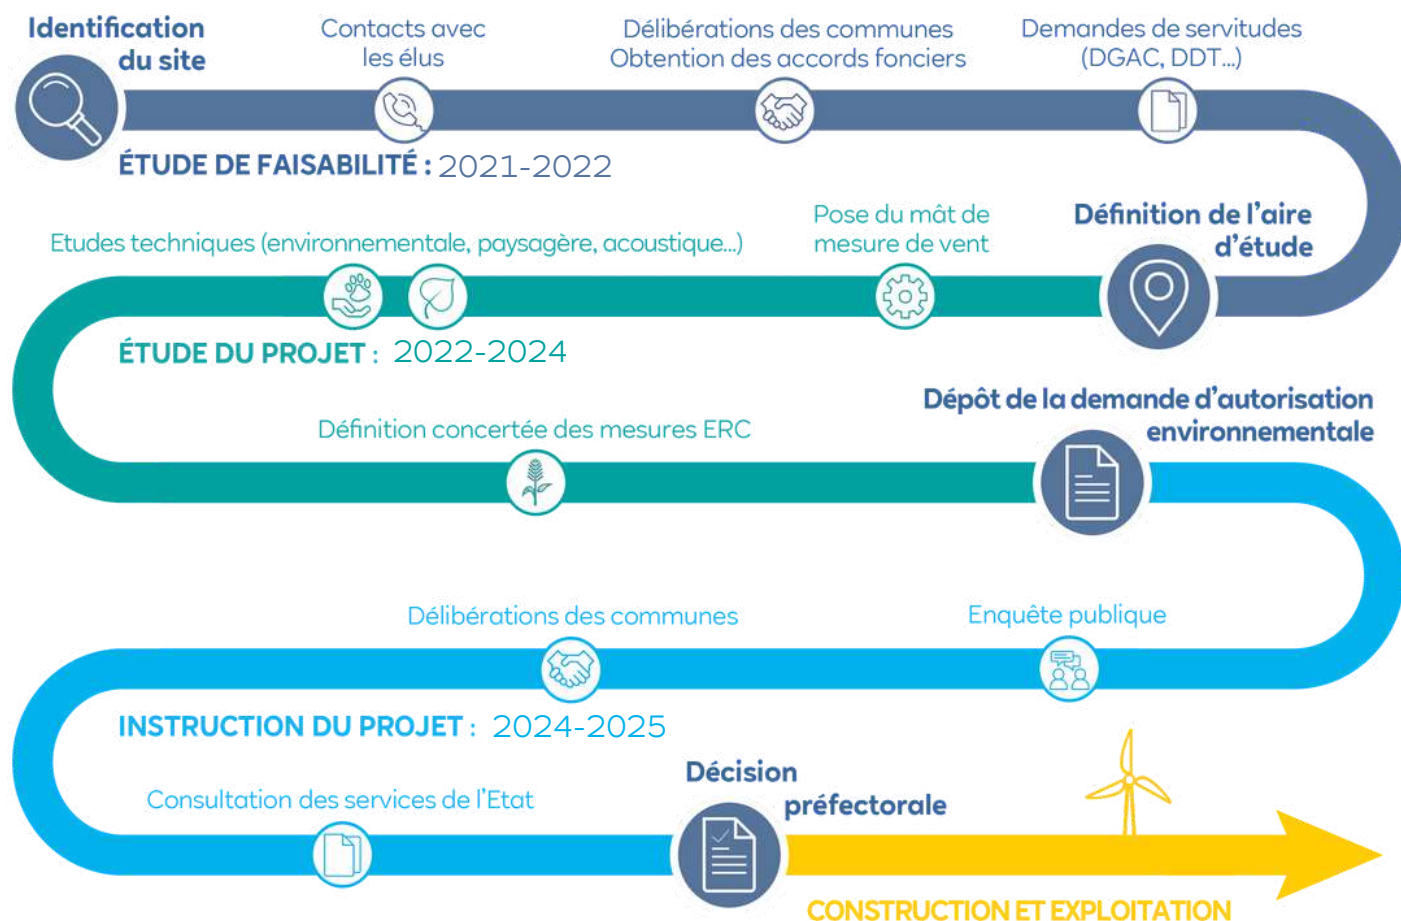 Identification
du site
Contacts avec
les élus
Délibérations des communes
Obtention des accords fonciers
Demandes de servitudes
(DGAC, DDT...)
ÉTUDE DE FAISABILITÉ : 2021-2022
Définition de l'aire
d'étude
Pose du mât de
mesure de vent
Etudes techniques (environnementale, paysagère, acoustique...)
ÉTUDE DU PROJET : 2022-2024
Définition concertée des mesures ERC
Dépôt de la demande d'autorisation
environnementale
Enquête publique
Délibérations des communes
INSTRUCTION DU PROJET : 2024-2025
Consultation des services de l'Etat
Décision
préfectorale
CONSTRUCTION ET EXPLOITATION